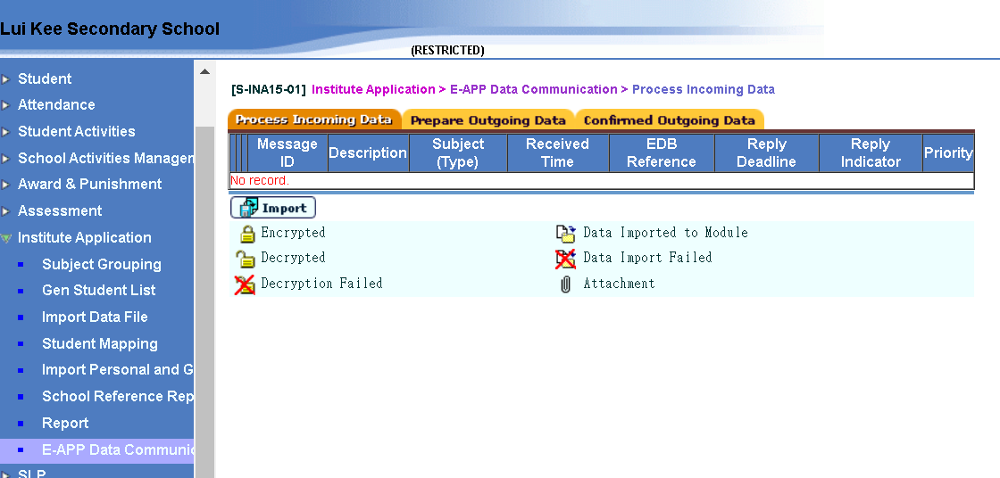 Lui Kee Secondary School
(RESTRICTED)
Student
Attendance
Student Activities
School Activities Managem
Award & Punishment
Assessment
Institute Application
Subject Grouping
Gen Student List
Import Data File
Student Mapping
Import Personal and G
School Reference Rep
Report
E-APP Data Communic
SLP
[S-INA15-01] Institute Application > E-APP Data Communication > Process Incoming Data
Process Incoming Data Prepare Outgoing Data Confirmed Outgoing Data
Message ID Description Subject (Type) Received Time EDB Reference Reply Deadline Reply Indicator Priority
No record.
Import
Encrypted Data Imported to Module
Decrypted Data Import Failed
Decryption Failed Attachment